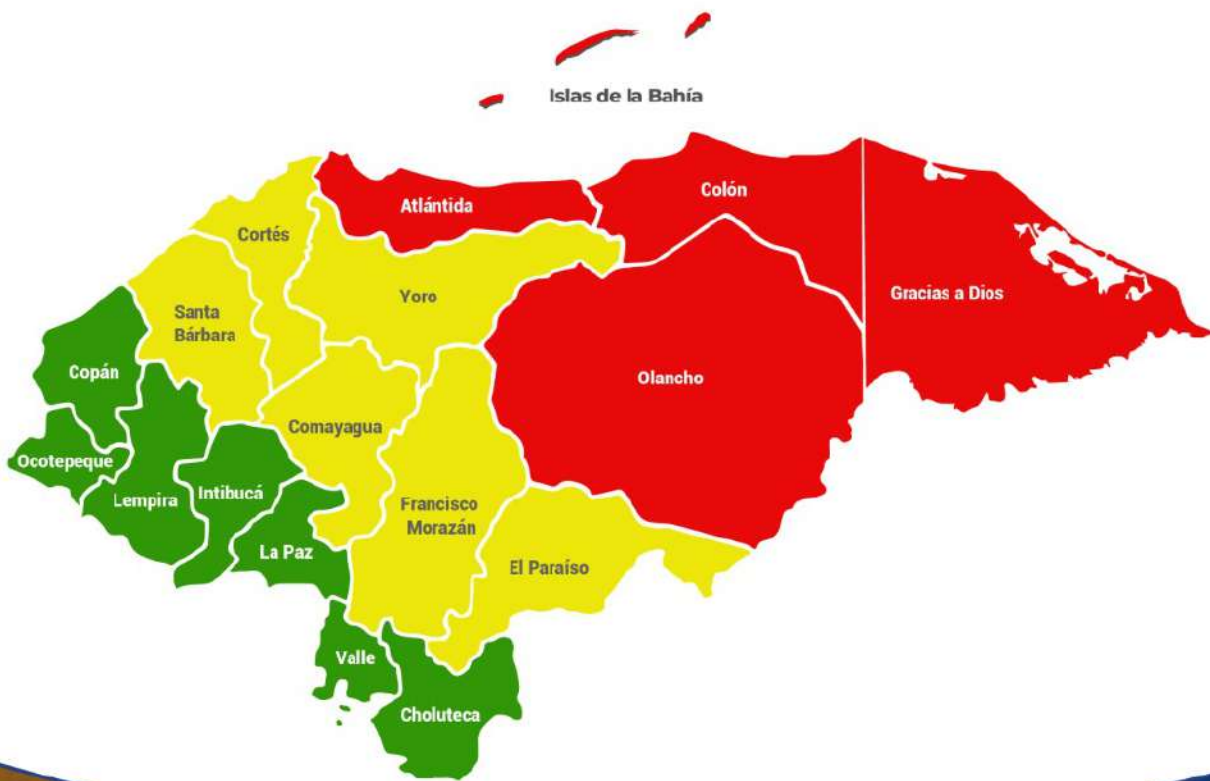 Islas de la Bahía
Atlántida
Colón
Cortés
Gracias a Dios
Yoro
Santa
Bárbara
Copán
Olancho
Comayagua
Ocotepeque
Lempira
Intibucá
Francisco
Morazán
La Paz
El Paraíso
Valle
Choluteca